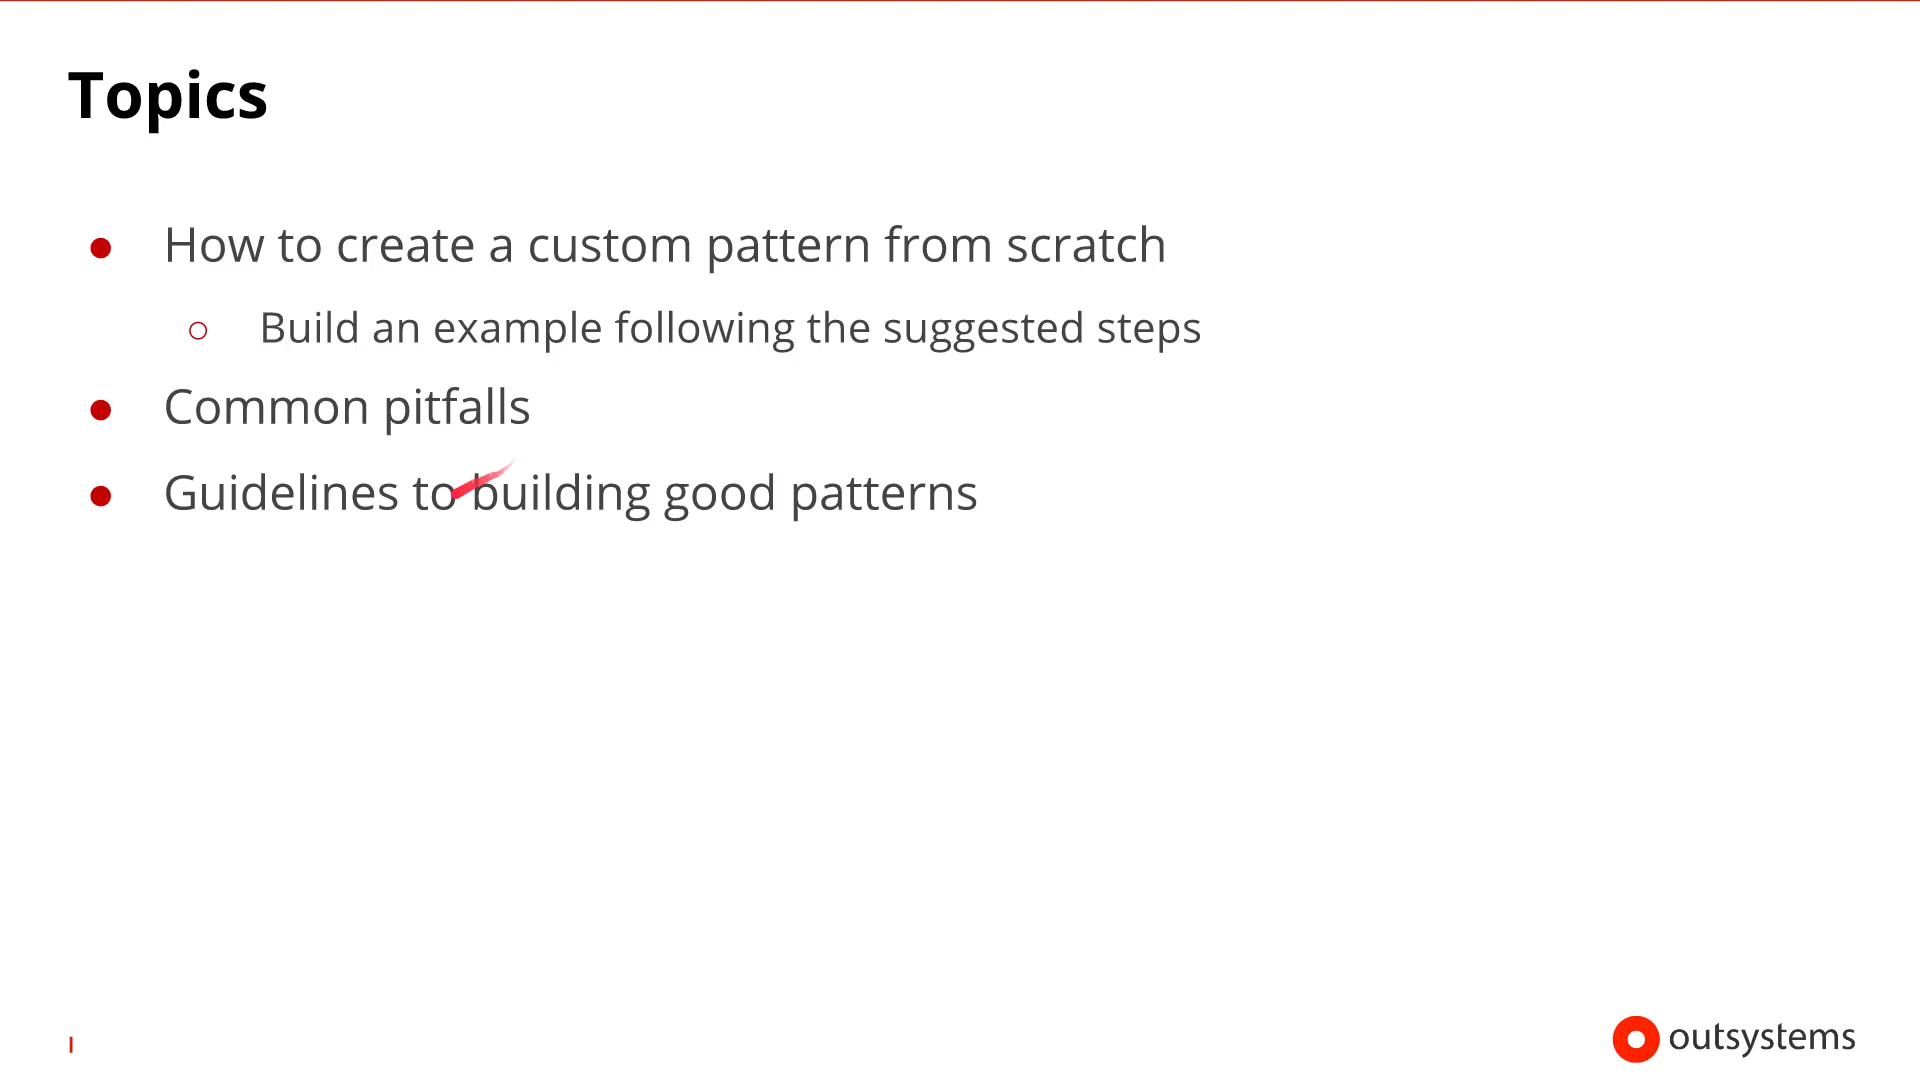 Topics
● How to create a custom pattern from scratch
○ Build an example following the suggested steps
● Common pitfalls
● Guidelines to building good patterns
outsystems